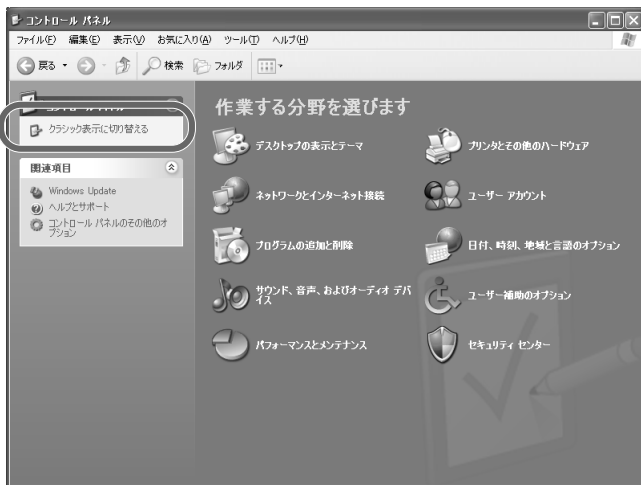 コントロール パネル
ファイル(F) 編集(E) 表示(V) お気に入り(A) ツール(T) ヘルプ(H)
戻る 検索 フォルダ
コントロール パネル
クラシック表示に切り替える
関連項目
Windows Update
ヘルプとサポート
コントロール パネルのその他のオ
プション
作業する分野を選びます
デスクトップの表示とテーマ
プリンタとその他のハードウェア
ネットワークとインターネット接続
ユーザー アカウント
プログラムの追加と削除
日付、時刻、地域と言語のオプション
サウンド、音声、およびオーディオ デバ
イス
ユーザー補助のオプション
パフォーマンスとメンテナンス
セキュリティ センター